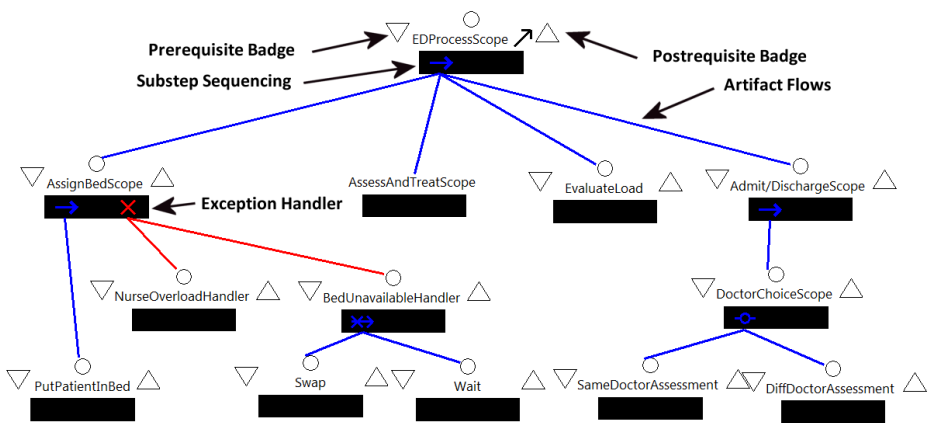 EDProcessScope
Prerequisite Badge
Postrequisite Badge
Substep Sequencing
Artifact Flows
AssignBedScope
AssessAndTreatScope
EvaluateLoad
Admit/DischargeScope
Exception Handler
NurseOverloadHandler
BedUnavailableHandler
DoctorChoiceScope
PutPatientInBed
Swap
Wait
SameDoctorAssessment
DiffDoctorAssessment